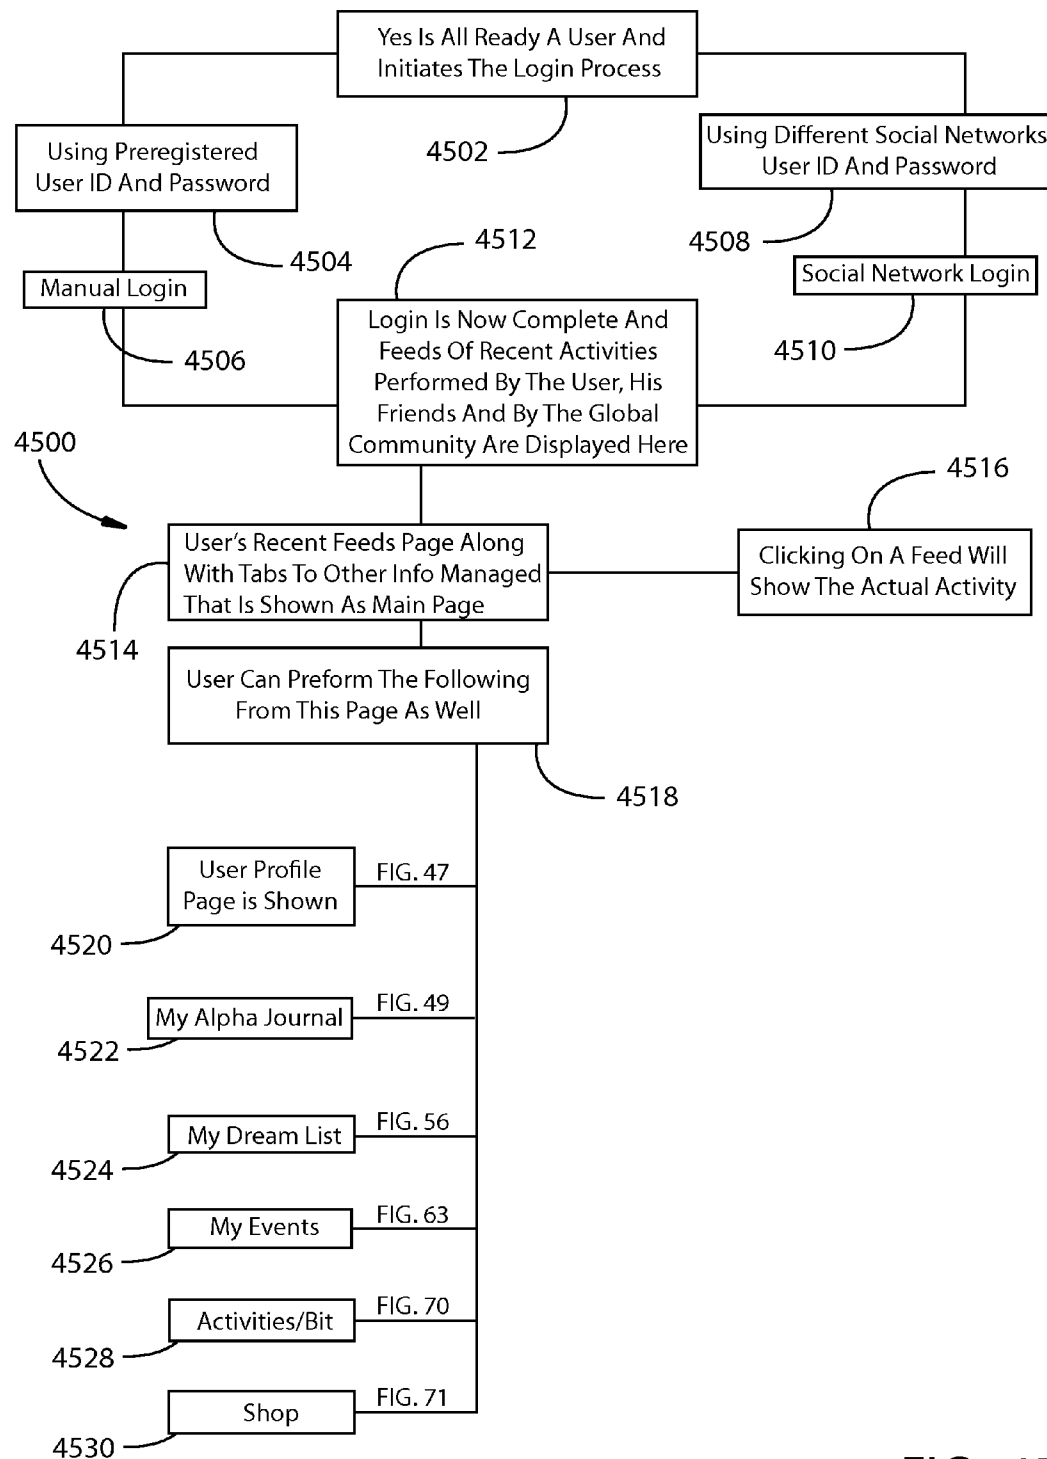 Yes Is All Ready A User And
Initiates The Login Process
4502
Using Preregistered
User ID And Password
4504
Using Different Social Networks
User ID And Password
4508
Manual Login
4506
Social Network Login
4510
4512
Login Is Now Complete And
Feeds Of Recent Activities
Performed By The User, His
Friends And By The Global
Community Are Displayed Here
4500
User's Recent Feeds Page Along
With Tabs To Other Info Managed
That Is Shown As Main Page
4514
4516
Clicking On A Feed Will
Show The Actual Activity
User Can Preform The Following
From This Page As Well
4518
User Profile
Page is Shown
FIG. 47
4520
My Alpha Journal
FIG. 49
4522
My Dream List
FIG. 56
4524
My Events
FIG. 63
4526
Activities/Bit
FIG. 70
4528
Shop
FIG. 71
4530